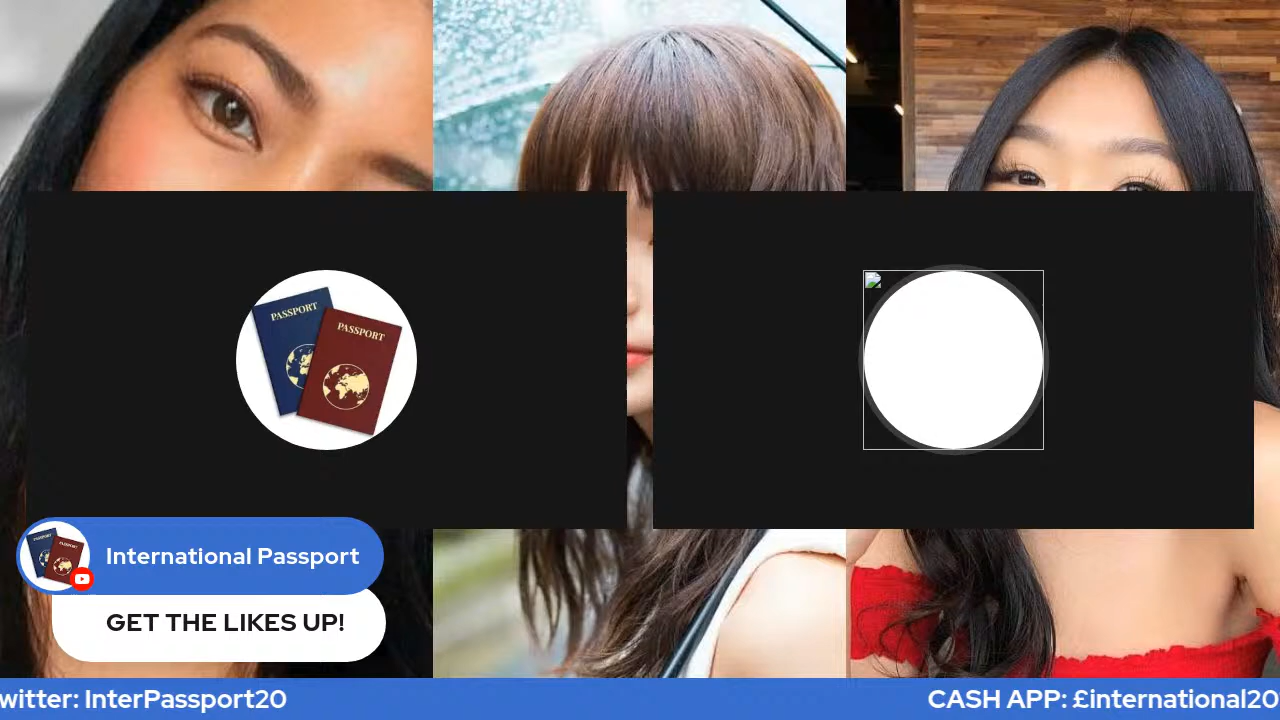 PASSPORT
PASSPORT
International Passport
GET THE LIKES UP!
witter: InterPassport20
CASH APP: £international20